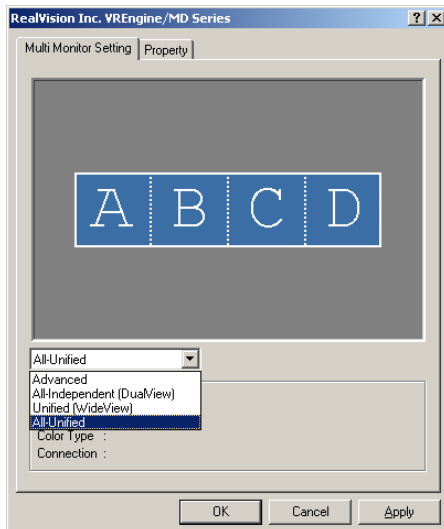 RealVision Inc. VREngine/MD Series
Multi Monitor Setting Property
A B C D
All-Unified
Advanced
All-Independent (DualView)
Unified (WideView)
All-Unified
Color Type :
Connection :
OK Cancel Apply